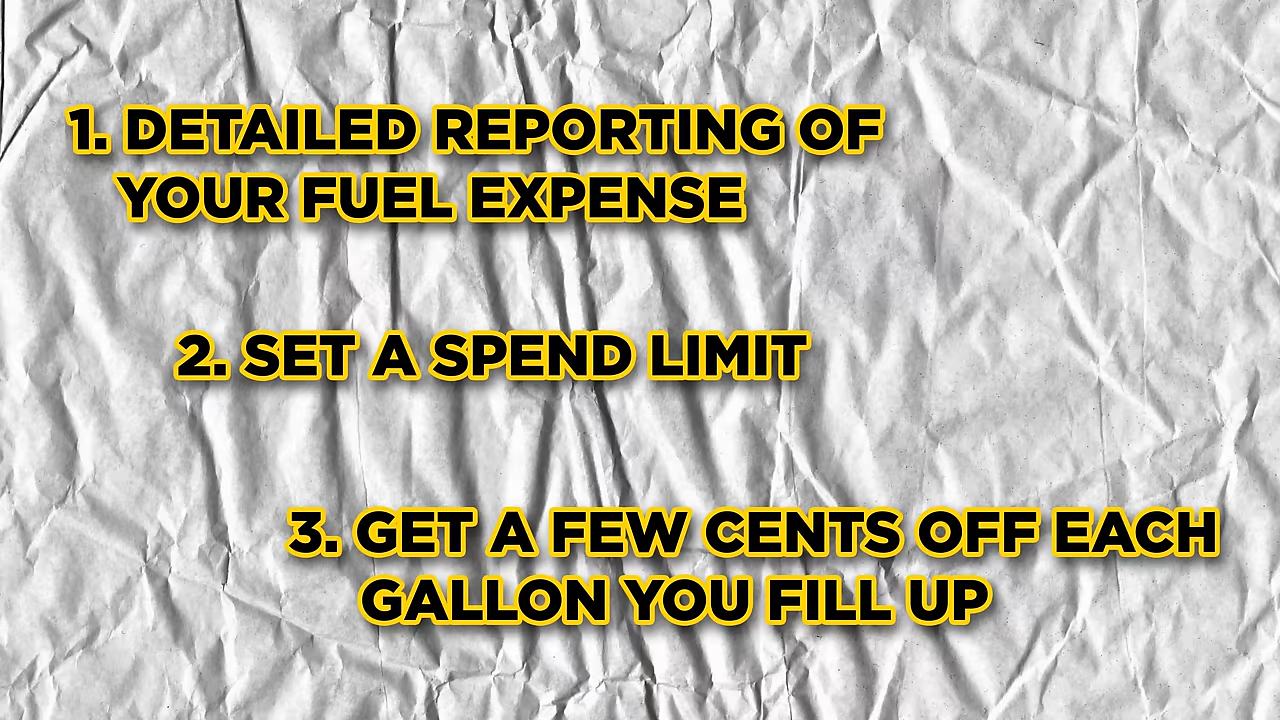 1. DETAILED REPORTING OF
YOUR FUEL EXPENSE
2. SET A SPEND LIMIT
3. GET A FEW CENTS OFF EACH
GALLON YOU FILL UP